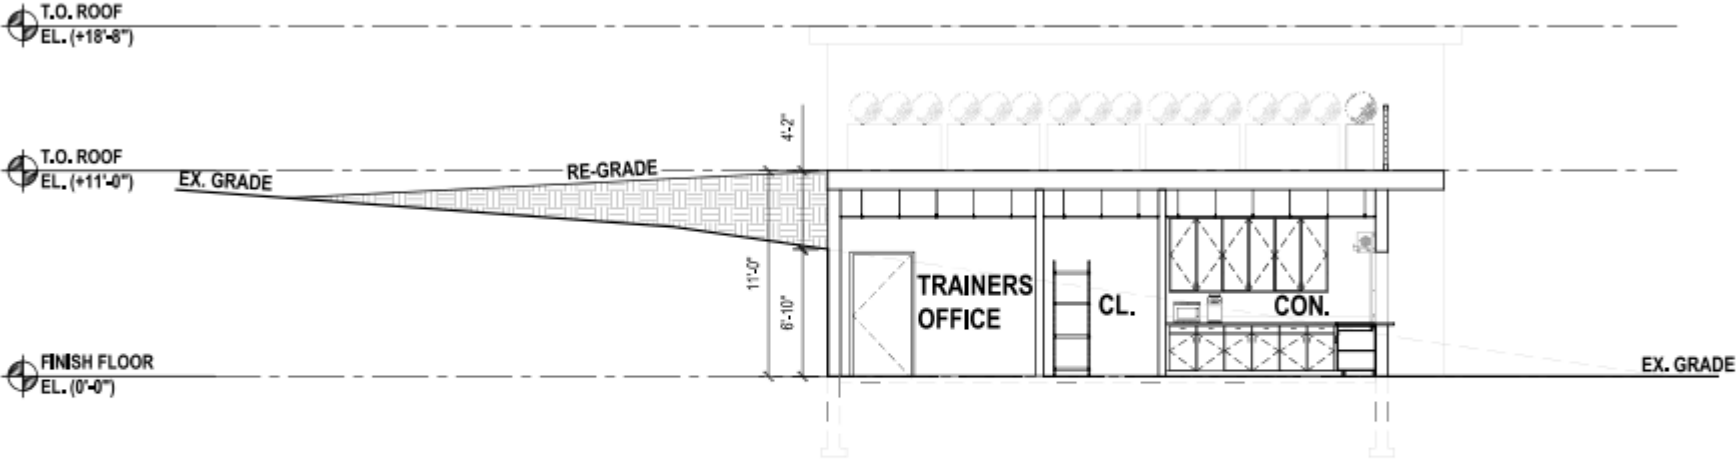 T.O. ROOF
EL. (+18'-8")
4'-2"
T.O. ROOF
EL. (+11'-0")
EX. GRADE
RE-GRADE
11'-0"
6'-10"
TRAINERS
OFFICE
CL.
CON.
FINISH FLOOR
EL. (0'-0")
EX. GRADE